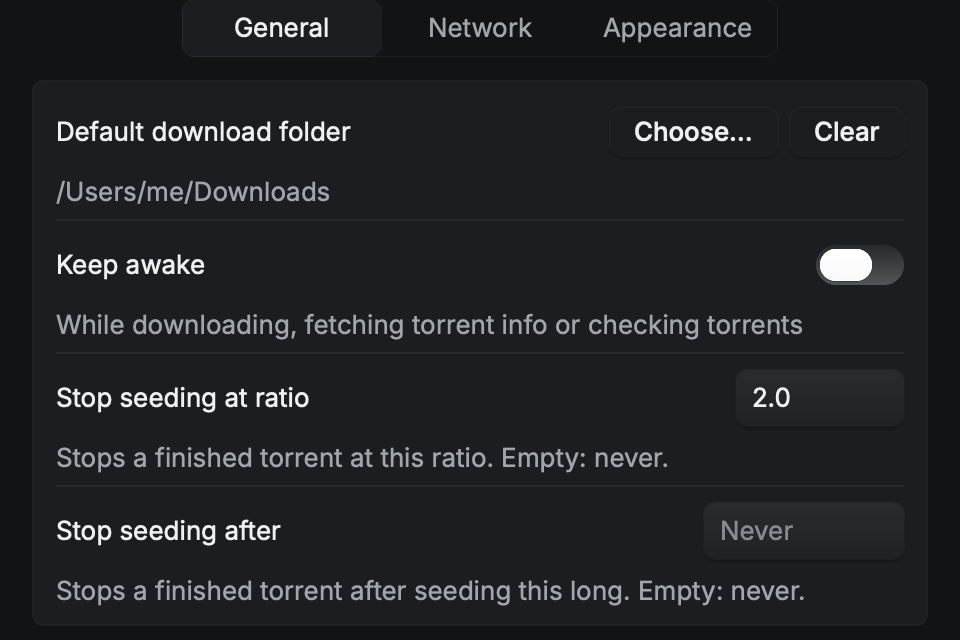 General Network Appearance
Default download folder Choose... Clear
/Users/me/Downloads
Keep awake
While downloading, fetching torrent info or checking torrents
Stop seeding at ratio 2.0
Stops a finished torrent at this ratio. Empty: never.
Stop seeding after Never
Stops a finished torrent after seeding this long. Empty: never.